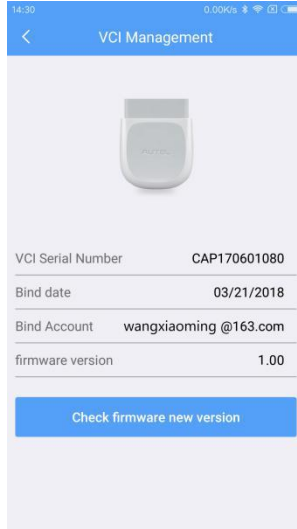 14:30 0.00K/s
VCI Management
AUTEL
VCI Serial Number CAP170601080
Bind date 03/21/2018
Bind Account wangxiaoming @163.com
firmware version 1.00
Check firmware new version